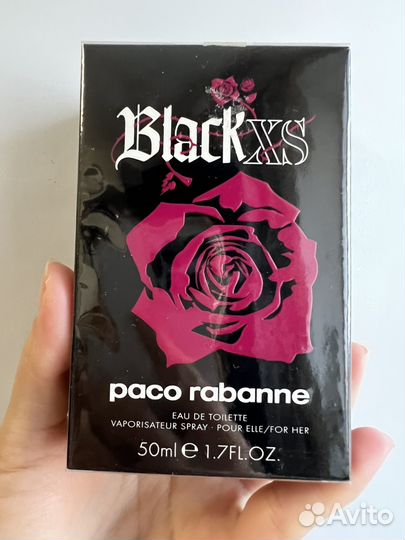 BlackXS
paco rabanne
EAU DE TOILETTE
VAPORISATEUR SPRAY · POUR ELLE/FOR HER
50ml e 1.7FL.OZ.
Avito